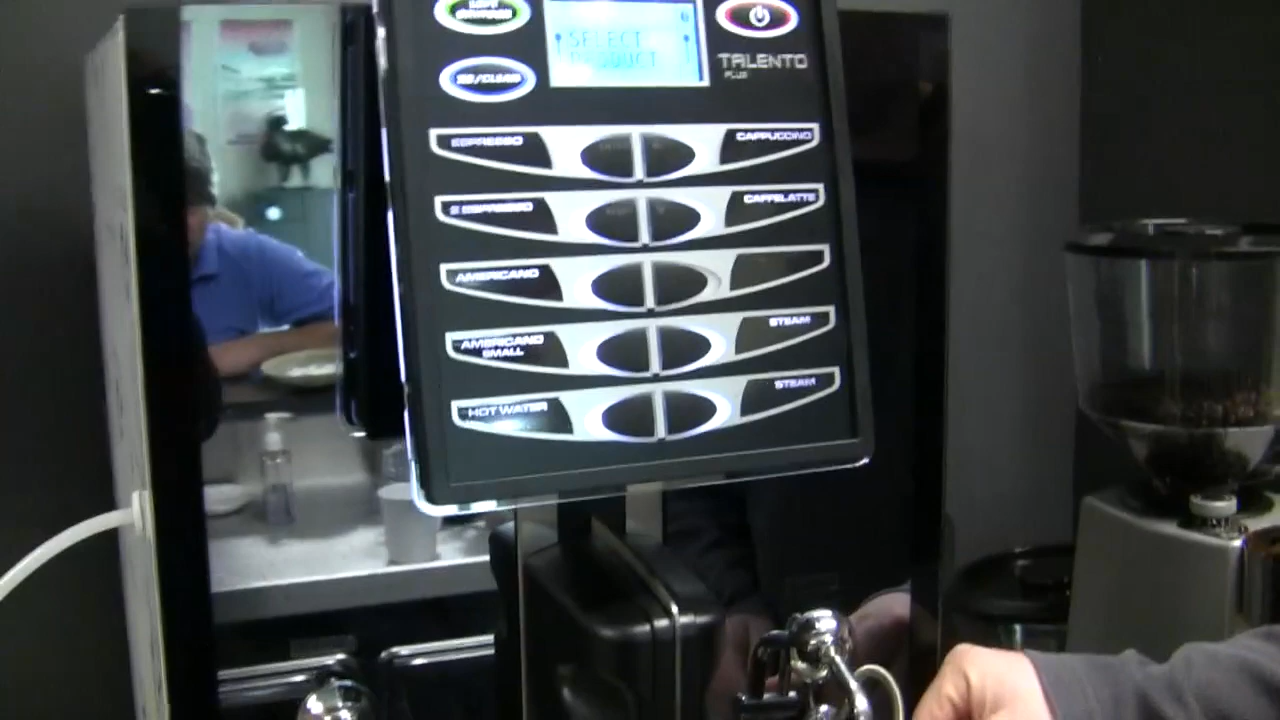 SELECT
PRODUCT
TALENTO
PLUS
ESPRESSO
CAPPUCCINO
2 ESPRESSO
CAFFELATTE
AMERICANO
AMERICANO
SMALL
STEAM
HOT WATER
STEAM